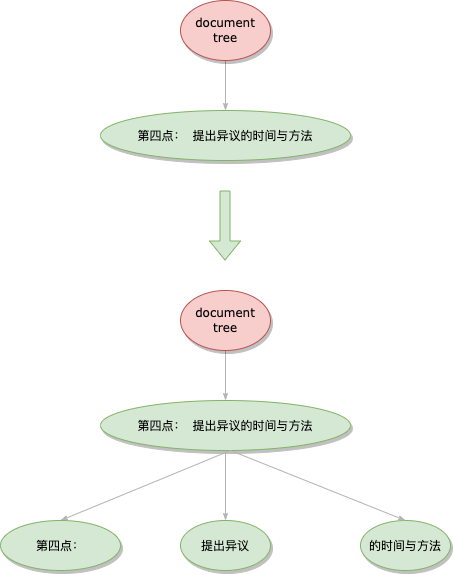 document
tree
第四点： 提出异议的时间与方法
document
tree
第四点： 提出异议的时间与方法
第四点：
提出异议
的时间与方法